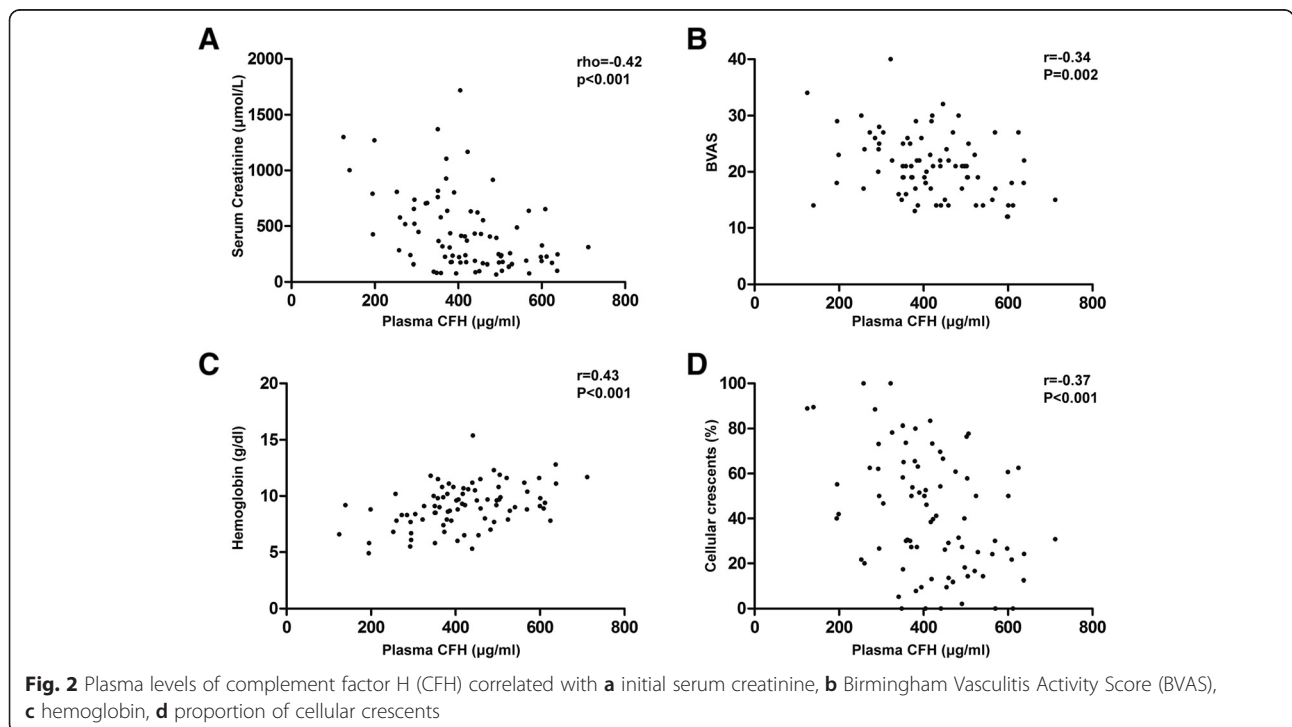 A
rho=-0.42
p<0.001
2000
1500
1000
500
0
Serum Creatinine (µmol/L)
0 200 400 600 800
Plasma CFH (µg/ml)
B
r=-0.34
P=0.002
40
30
20
10
0
BVAS
0 200 400 600 800
Plasma CFH (µg/ml)
C
r=0.43
P<0.001
20
15
10
5
0
Hemoglobin (g/dl)
0 200 400 600 800
Plasma CFH (µg/ml)
D
r=-0.37
P<0.001
100
80
60
40
20
0
Cellular crescents (%)
0 200 400 600 800
Plasma CFH (µg/ml)
Fig. 2 Plasma levels of complement factor H (CFH) correlated with a initial serum creatinine, b Birmingham Vasculitis Activity Score (BVAS),
c hemoglobin, d proportion of cellular crescents